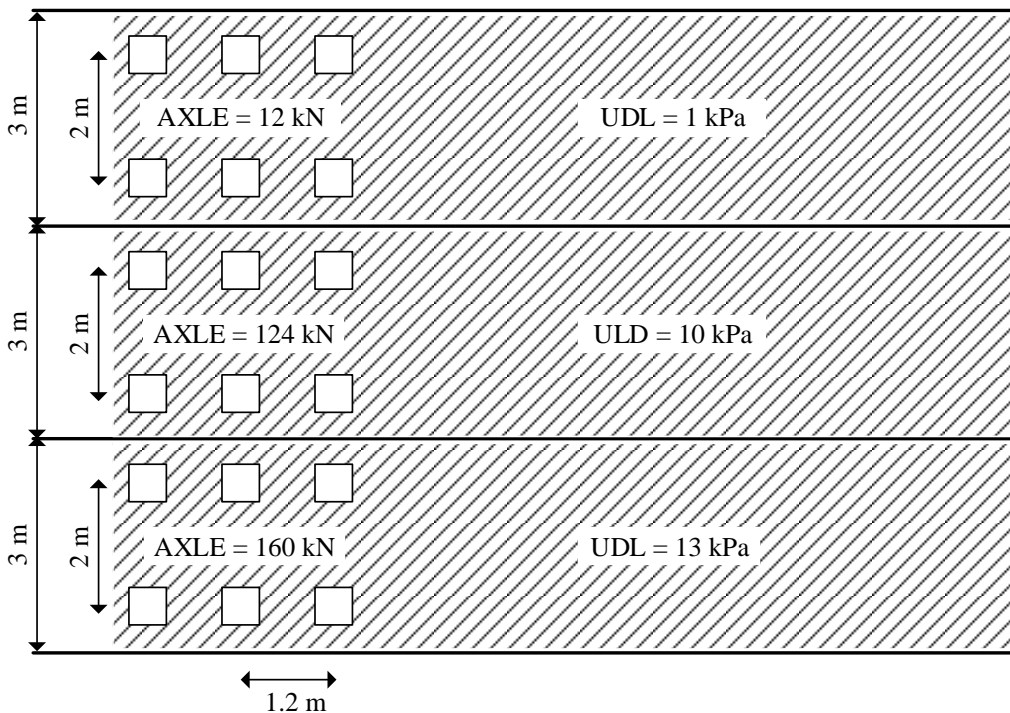 3 m
2 m
AXLE = 12 kN
UDL = 1 kPa
3 m
2 m
AXLE = 124 kN
ULD = 10 kPa
3 m
2 m
AXLE = 160 kN
UDL = 13 kPa
1.2 m